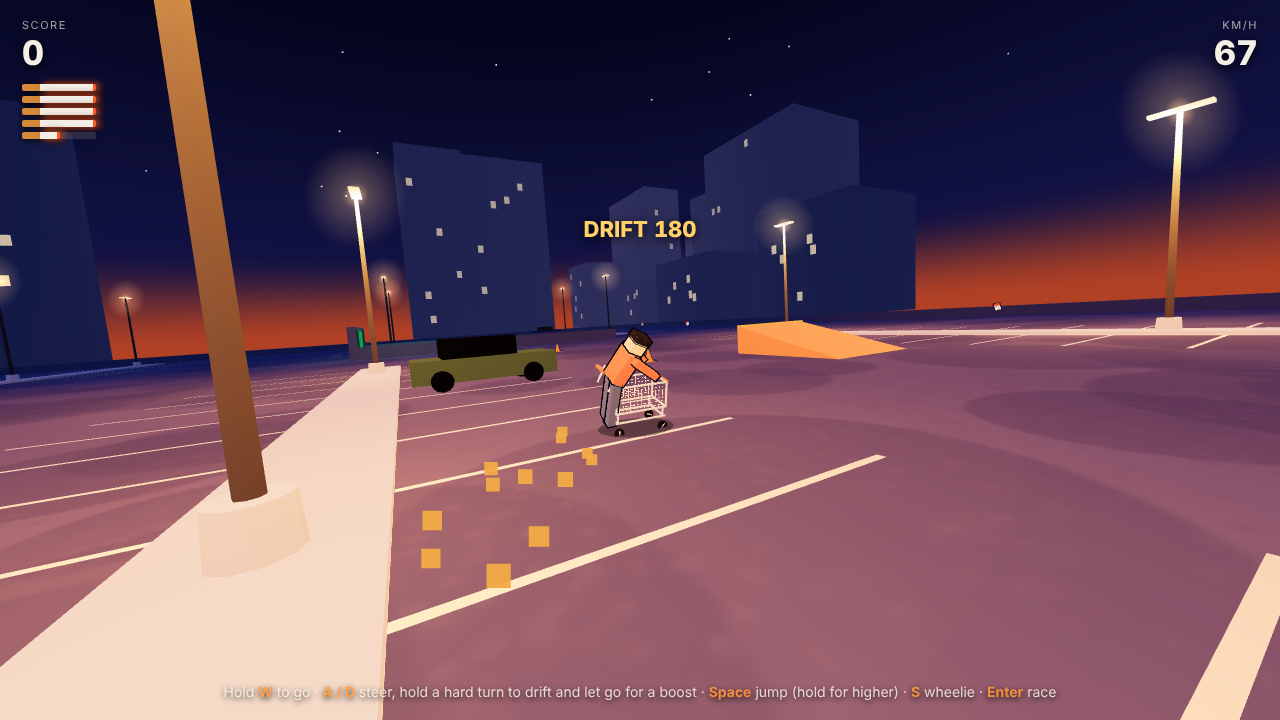 SCORE
0
KM/H
67
DRIFT 180
Hold W to go · A / D steer, hold a hard turn to drift and let go for a boost · Space jump (hold for higher) · S wheelie · Enter race